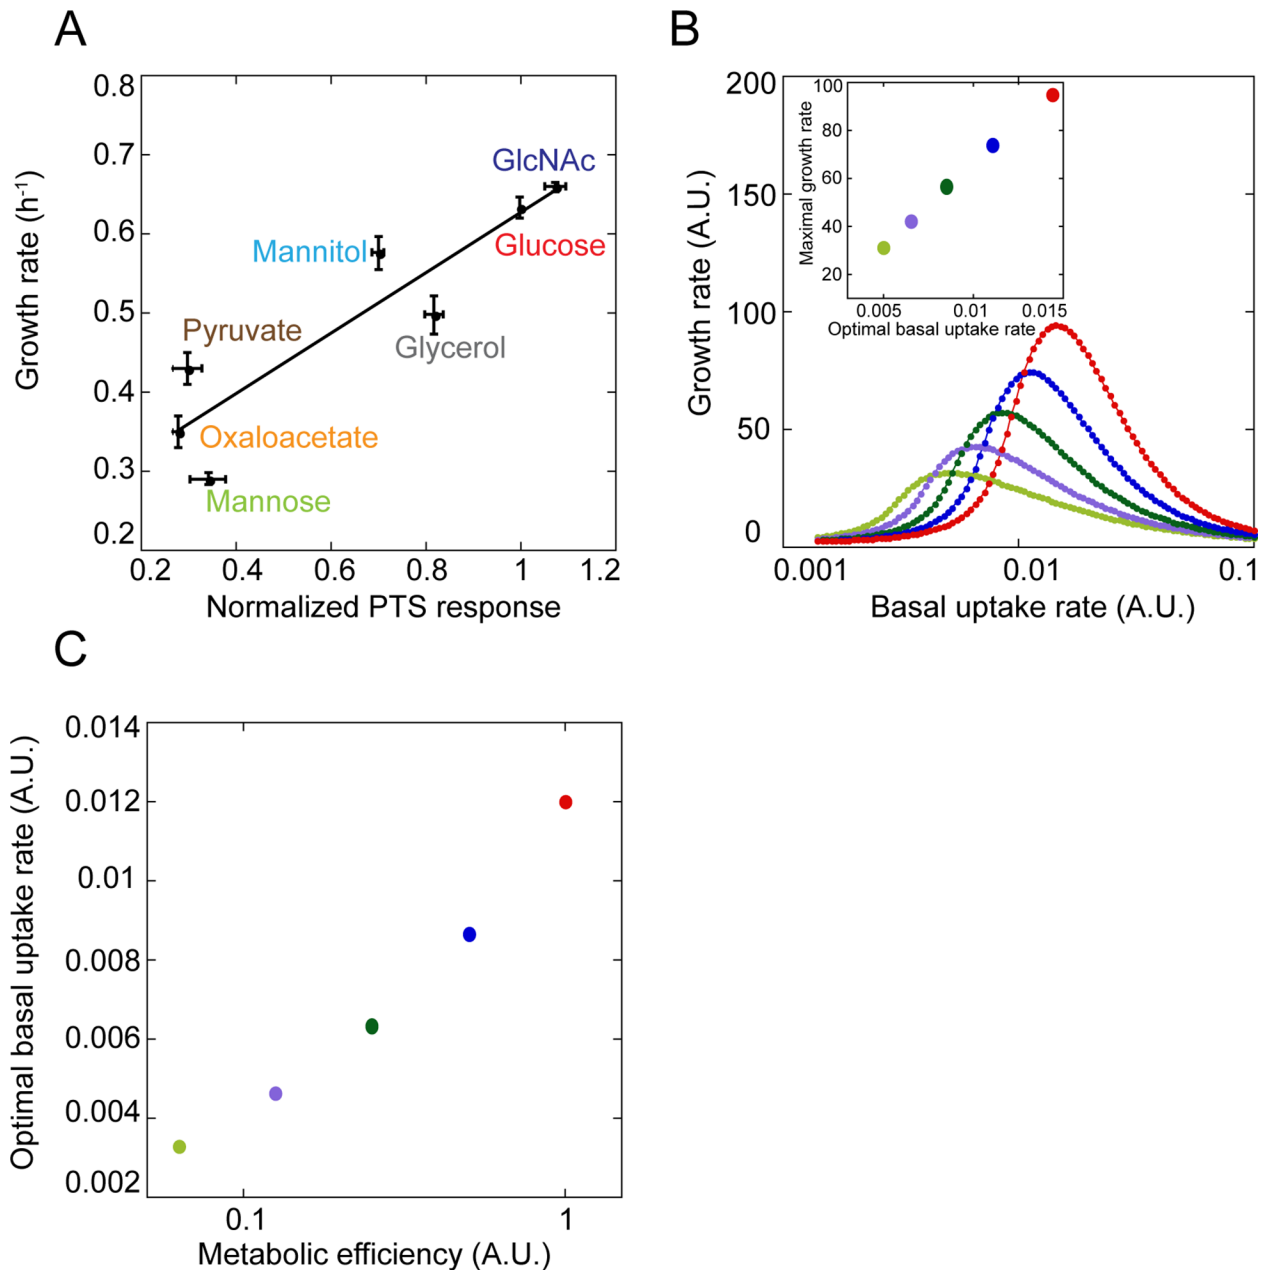 A
0.8
0.7
0.6
0.5
0.4
0.3
0.2
Growth rate (h-1)
GlcNAc
Mannitol
Glucose
Pyruvate
Glycerol
Oxaloacetate
Mannose
0.2 0.4 0.6 0.8 1 1.2
Normalized PTS response
B
200
150
100
50
0
Growth rate (A.U.)
100
80
60
40
20
Maximal growth rate
0.005 0.01 0.015
Optimal basal uptake rate
0.001 0.01 0.1
Basal uptake rate (A.U.)
C
0.014
0.012
0.01
0.008
0.006
0.004
0.002
Optimal basal uptake rate (A.U.)
0.1 1
Metabolic efficiency (A.U.)